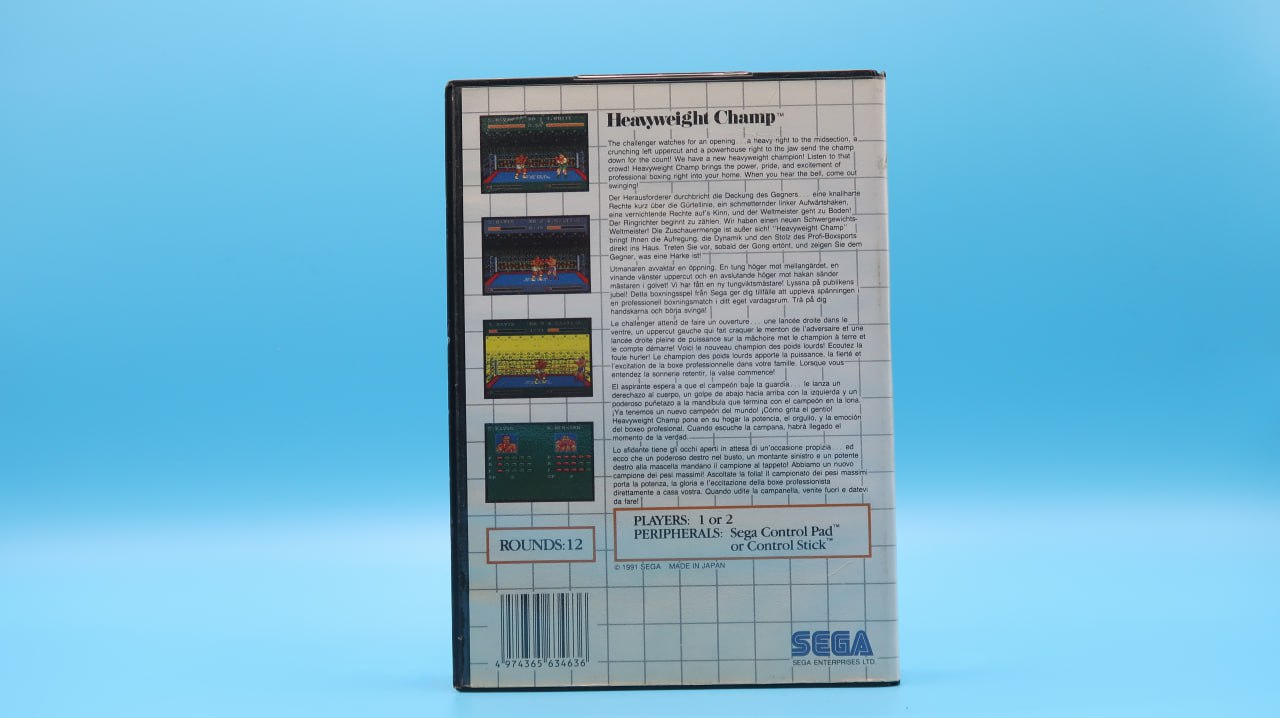 Heavyweight Champ™
The challenger watches for an opening . . . a heavy right to the midsection, a
crunching left uppercut and a powerhouse right to the jaw send the champ
down for the count! We have a new heavyweight champion! Listen to that
crowd! Heavyweight Champ brings the power, pride, and excitement of
professional boxing right into your home. When you hear the bell, come out
swinging!
Der Herausforderer durchbricht die Deckung des Gegners . . . eine knallharte
Rechte kurz über die Gürtellinie, ein schmetternder linker Aufwärtshaken,
eine vernichtende Rechte auf's Kinn, und der Weltmeister geht zu Boden!
Der Ringrichter beginnt zu zählen. Wir haben einen neuen Schwergewichts-
Weltmeister! Die Zuschauermenge ist außer sich! "Heavyweight Champ"
bringt Ihnen die Aufregung, die Dynamik und den Stolz des Profi-Boxsports
direkt ins Haus. Treten Sie vor, sobald der Gong ertönt, und zeigen Sie dem
Gegner, was eine Harke ist!
Utmanaren avvaktar en öppning. En tung höger mot mellangärdet, en
vinande vänster uppercut och en avslutande höger mot hakan sänder
mästaren i golvet! Vi har fått en ny tungviktsmästare! Lyssna på publikens
jubel! Detta boxningsspel från Sega ger dig tillfälle att uppleva spänningen i
en professionell boxningsmatch i ditt eget vardagsrum. Trä på dig
handskarna och börja svinga!
Le challenger attend de faire un ouverture . . . une lancée droite dans le
ventre, un uppercut gauche qui fait craquer le menton de l'adversaire et une
lancée droite pleine de puissance sur la mâchoire met le champion à terre et
le compte démarre! Voici le nouveau champion des poids lourds! Ecoutez la
foule hurler! Le champion des poids lourds apporte la puissance, la fierté et
l'excitation de la boxe professionnelle dans votre famille. Lorsque vous
entendez la sonnerie retentir, la valse commence!
El aspirante espera a que el campeón baje la guardia . . . le lanza un
derechazo al cuerpo, un golpe de abajo hacia arriba con la izquierda y un
poderoso puñetazo a la mandibula que termina con el campeón en la lona.
¡Ya tenemos un nuevo campeón del mundo! ¡Cómo grita el gentío!
Heavyweight Champ pone en su hogar la potencia, el orgullo, y la emoción
del boxeo profesional. Cuando escuche la campana, habrá llegado el
momento de la verdad.
Lo sfidante tiene gli occhi aperti in attesa di un'occasione propizia . . . ed
ecco che un poderoso destro nel busto, un montante sinistro e un potente
destro alla mascella mandano il campione al tappeto! Abbiamo un nuovo
campione dei pesi massimi! Ascoltate la folla! Il campionato dei pesi massimi
porta la potenza, la gloria e l'eccitazione della boxe professionista
direttamente a casa vostra. Quando udite la campanella, venite fuori e datevi
da fare!
PLAYERS: 1 or 2
PERIPHERALS: Sega Control Pad™
or Control Stick™
ROUNDS: 12
© 1991 SEGA MADE IN JAPAN
4 974365 634636
SEGA
SEGA ENTERPRISES LTD.